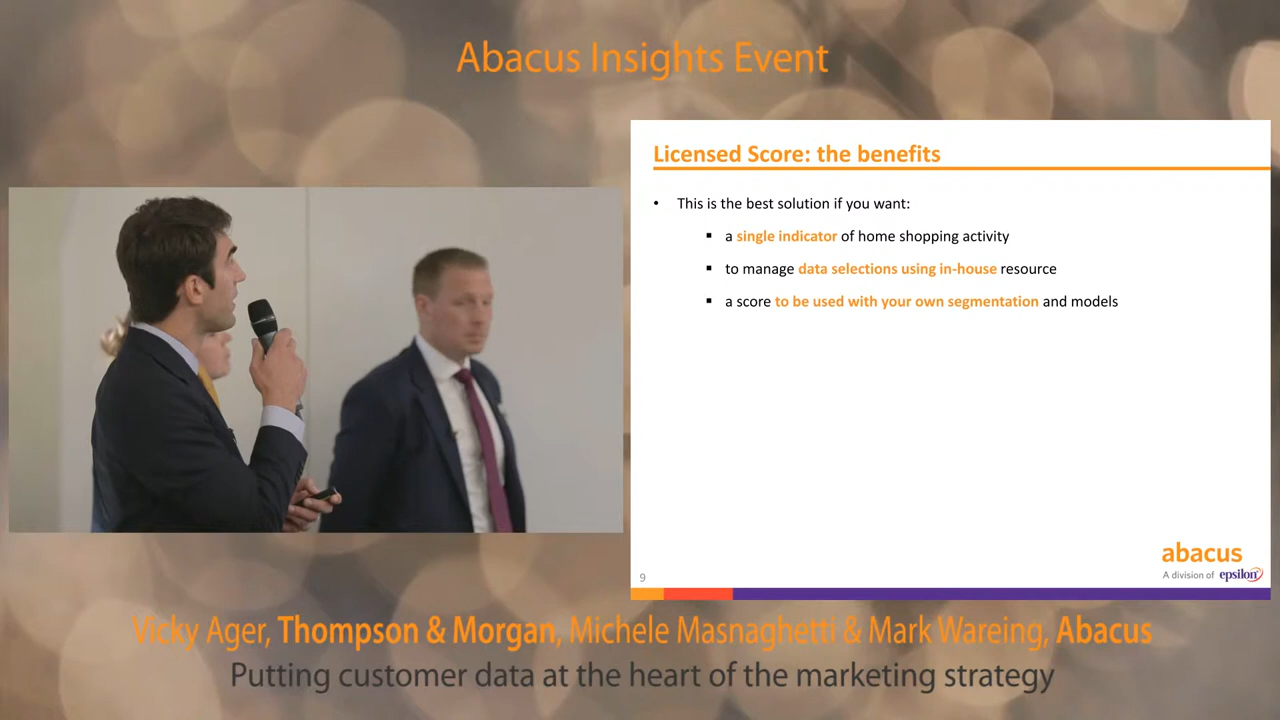 Abacus Insights Event
Licensed Score: the benefits
• This is the best solution if you want:
▪ a single indicator of home shopping activity
▪ to manage data selections using in-house resource
▪ a score to be used with your own segmentation and models
abacus
A division of epsilon
9
Vicky Ager, Thompson & Morgan, Michele Masnaghetti & Mark Wareing, Abacus
Putting customer data at the heart of the marketing strategy